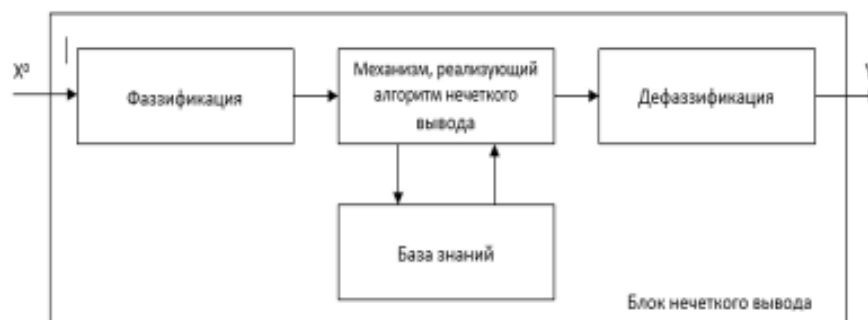 X⁰
Фаззификация
Механизм, реализующий
алгоритм нечеткого
вывода
Дефаззификация
База знаний
Блок нечеткого вывода